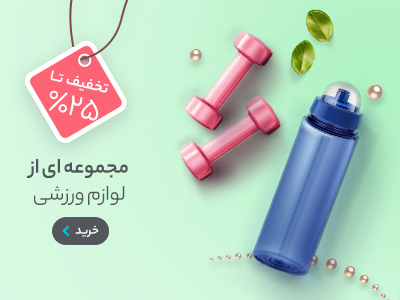 تخفیف تا
%۲۵
مجموعه ای از
لوازم ورزشی
خرید